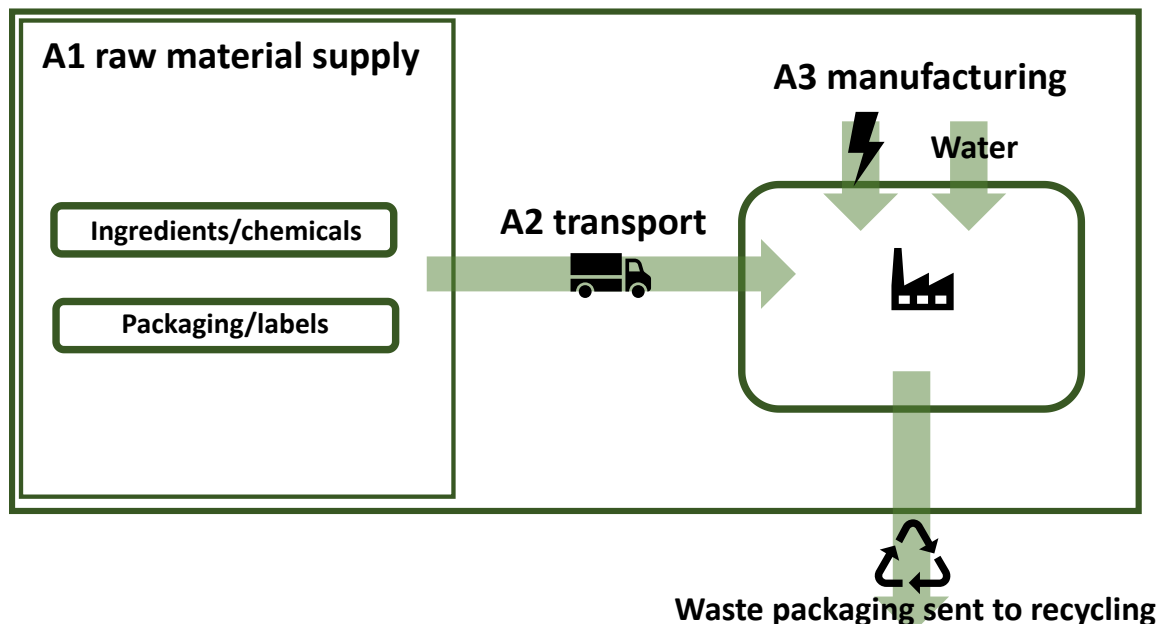 A1 raw material supply
A3 manufacturing
Water
Ingredients/chemicals
A2 transport
Packaging/labels
Waste packaging sent to recycling